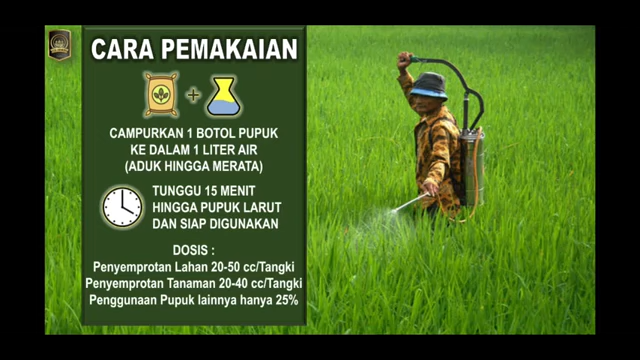 CARA PEMAKAIAN
CAMPURKAN 1 BOTOL PUPUK
KE DALAM 1 LITER AIR
(ADUK HINGGA MERATA)
TUNGGU 15 MENIT
HINGGA PUPUK LARUT
DAN SIAP DIGUNAKAN
DOSIS :
Penyemprotan Lahan 20-50 cc/Tangki
Penyemprotan Tanaman 20-40 cc/Tangki
Penggunaan Pupuk lainnya hanya 25%